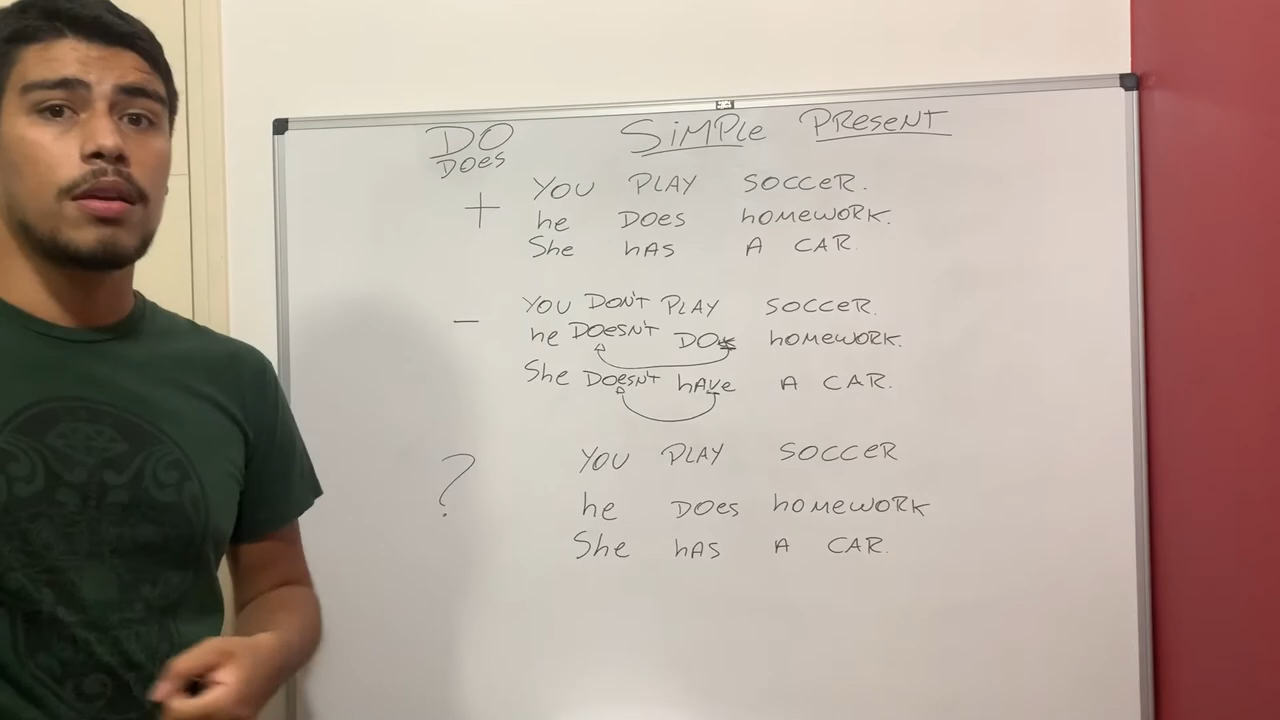 DO SiMPLe PReSeNT
DOeS
+ YOU PLAY SOCCeR.
he DOeS hOMeWORK.
She hAS A CAR.
− YOU DON'T PLAY SOCCeR.
he DOeSN'T DO hOMeWORK.
She DOeSN'T hAVe A CAR.
? YOU PLAY SOCCeR
he DOeS hOMeWORK
She hAS A CAR.